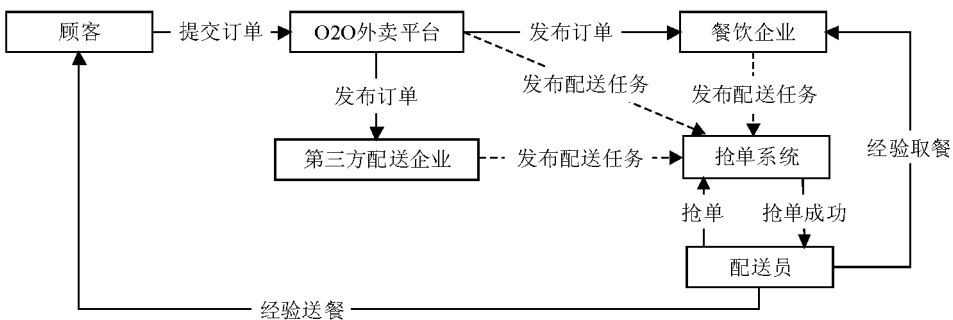 顾客
提交订单
O2O外卖平台
发布订单
餐饮企业
发布订单
发布配送任务
发布配送任务
第三方配送企业
发布配送任务
抢单系统
经验取餐
抢单
抢单成功
配送员
经验送餐